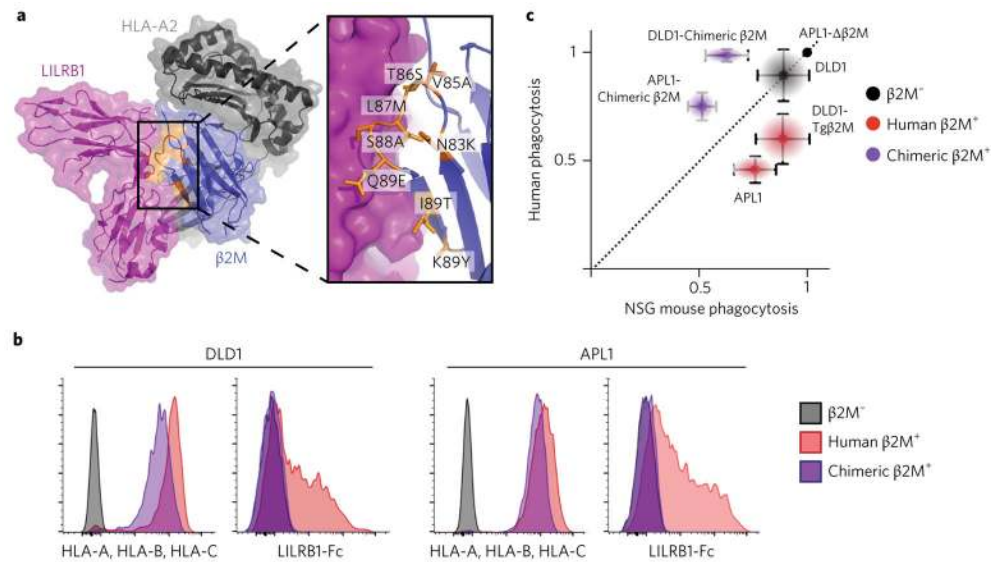 a
HLA-A2
LILRB1
β2M
T86S
V85A
L87M
S88A
N83K
Q89E
I89T
K89Y
c
DLD1-Chimeric β2M
APL1-Δβ2M
DLD1
APL1-
Chimeric β2M
DLD1-
Tgβ2M
APL1
1
0.5
Human phagocytosis
0.5
1
NSG mouse phagocytosis
β2M⁻
Human β2M⁺
Chimeric β2M⁺
b
DLD1
APL1
HLA-A, HLA-B, HLA-C
LILRB1-Fc
HLA-A, HLA-B, HLA-C
LILRB1-Fc
β2M⁻
Human β2M⁺
Chimeric β2M⁺